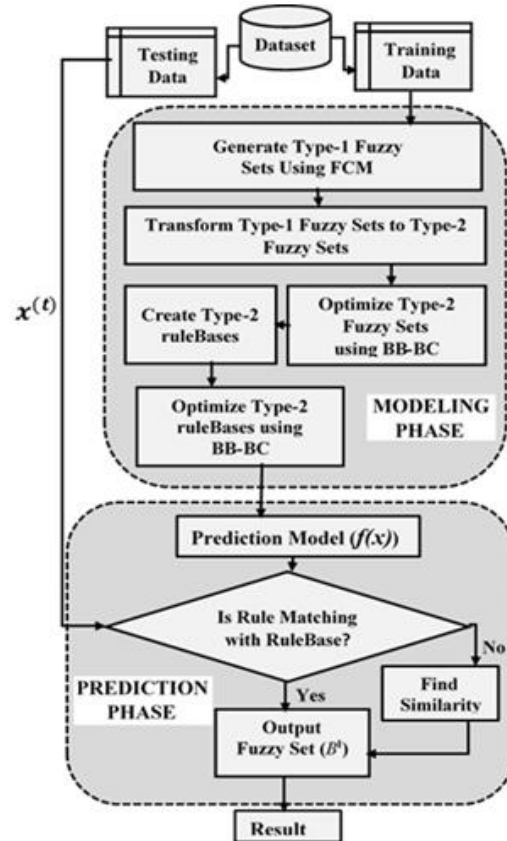 Testing
Data
Dataset
Training
Data
Generate Type-1 Fuzzy
Sets Using FCM
Transform Type-1 Fuzzy Sets to Type-2
Fuzzy Sets
x^(t)
Create Type-2
ruleBases
Optimize Type-2
Fuzzy Sets
using BB-BC
Optimize Type-2
ruleBases using
BB-BC
MODELING
PHASE
Prediction Model (f(x))
Is Rule Matching
with RuleBase?
No
Yes
PREDICTION
PHASE
Find
Similarity
Output
Fuzzy Set
Result